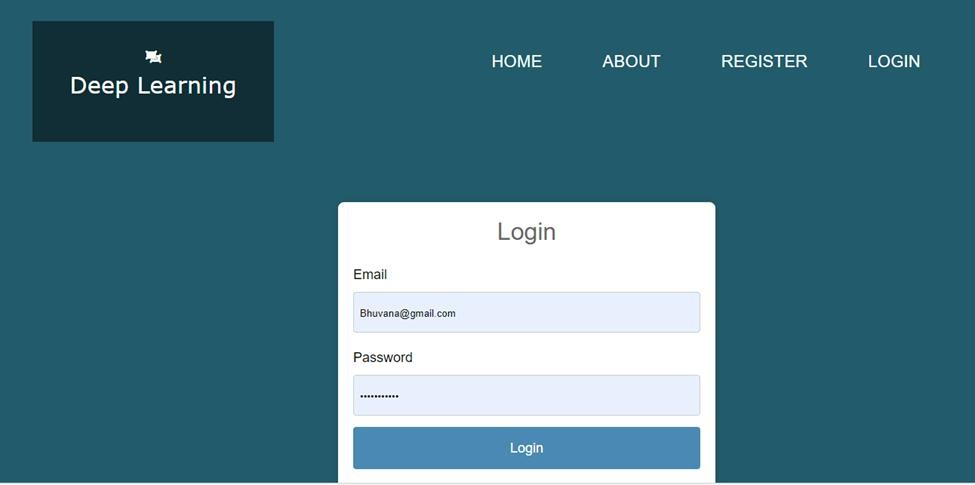 Deep Learning
HOME ABOUT REGISTER LOGIN
Login
Email
Bhuvana@gmail.com
Password
•••••••••••
Login